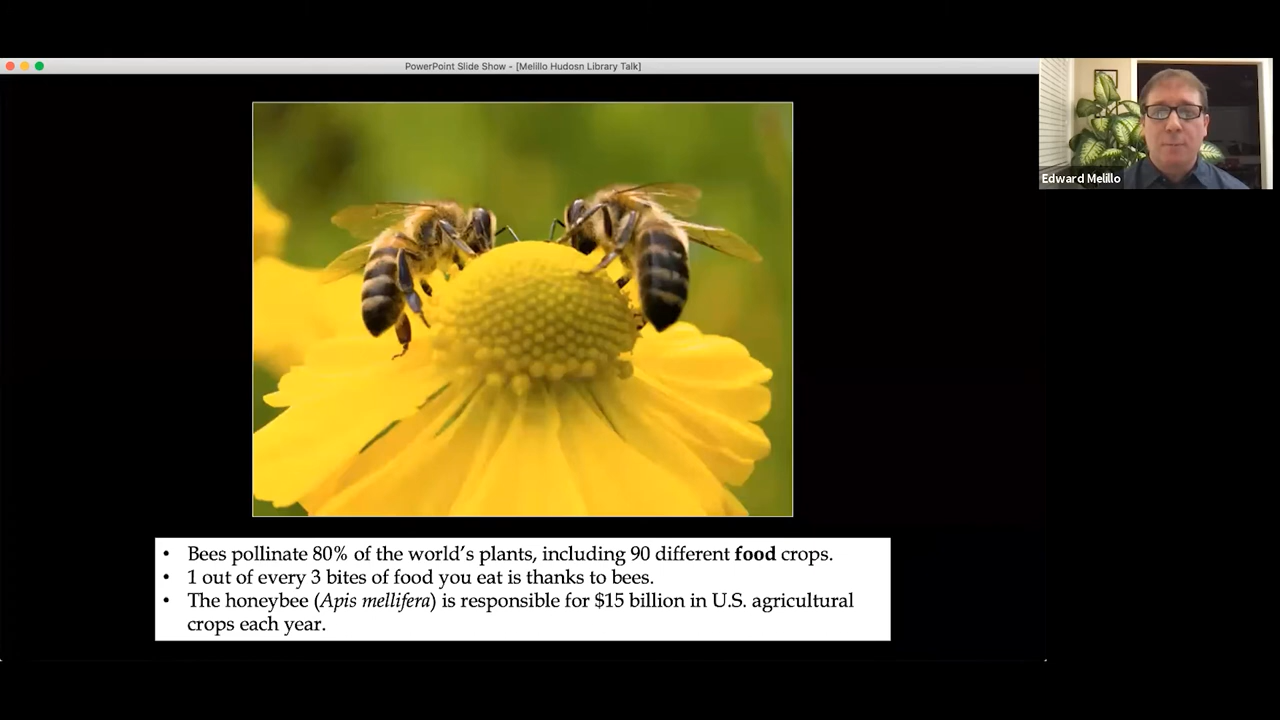 PowerPoint Slide Show - [Melillo Hudosn Library Talk]
Edward Melillo
• Bees pollinate 80% of the world's plants, including 90 different food crops.
• 1 out of every 3 bites of food you eat is thanks to bees.
• The honeybee (Apis mellifera) is responsible for $15 billion in U.S. agricultural
crops each year.